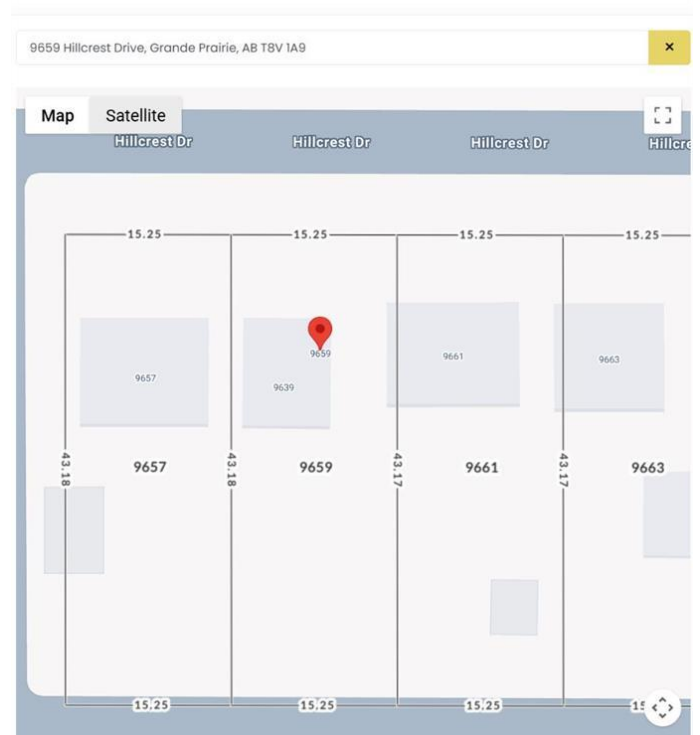 9659 Hillcrest Drive, Grande Prairie, AB T8V 1A9
Map Satellite
Hillcrest Dr Hillcrest Dr Hillcrest Dr Hillcre
15.25 15.25 15.25 15.25
9659
9661
9663
9657
9639
43.18 43.18 43.17 43.17
9657 9659 9661 9663
15.25 15.25 15.25 15